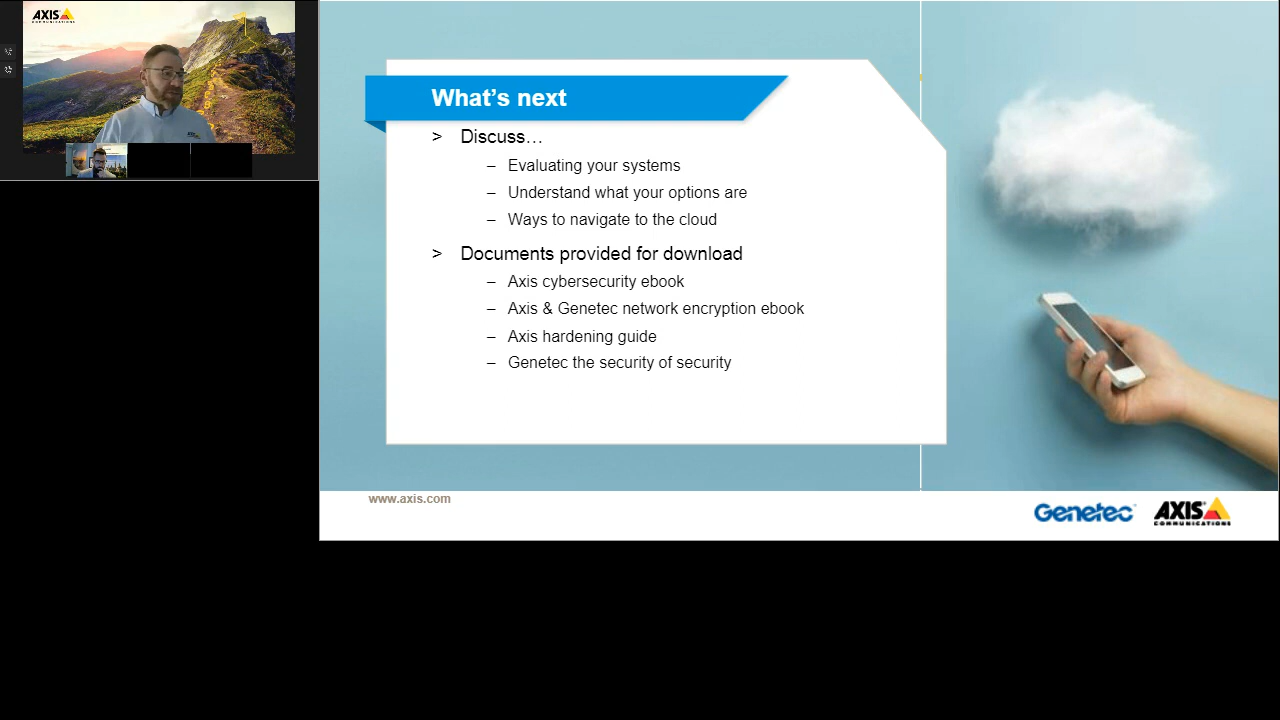 AXIS
COMMUNICATIONS
What’s next
> Discuss…
– Evaluating your systems
– Understand what your options are
– Ways to navigate to the cloud
> Documents provided for download
– Axis cybersecurity ebook
– Axis & Genetec network encryption ebook
– Axis hardening guide
– Genetec the security of security
www.axis.com
Genetec
AXIS
COMMUNICATIONS